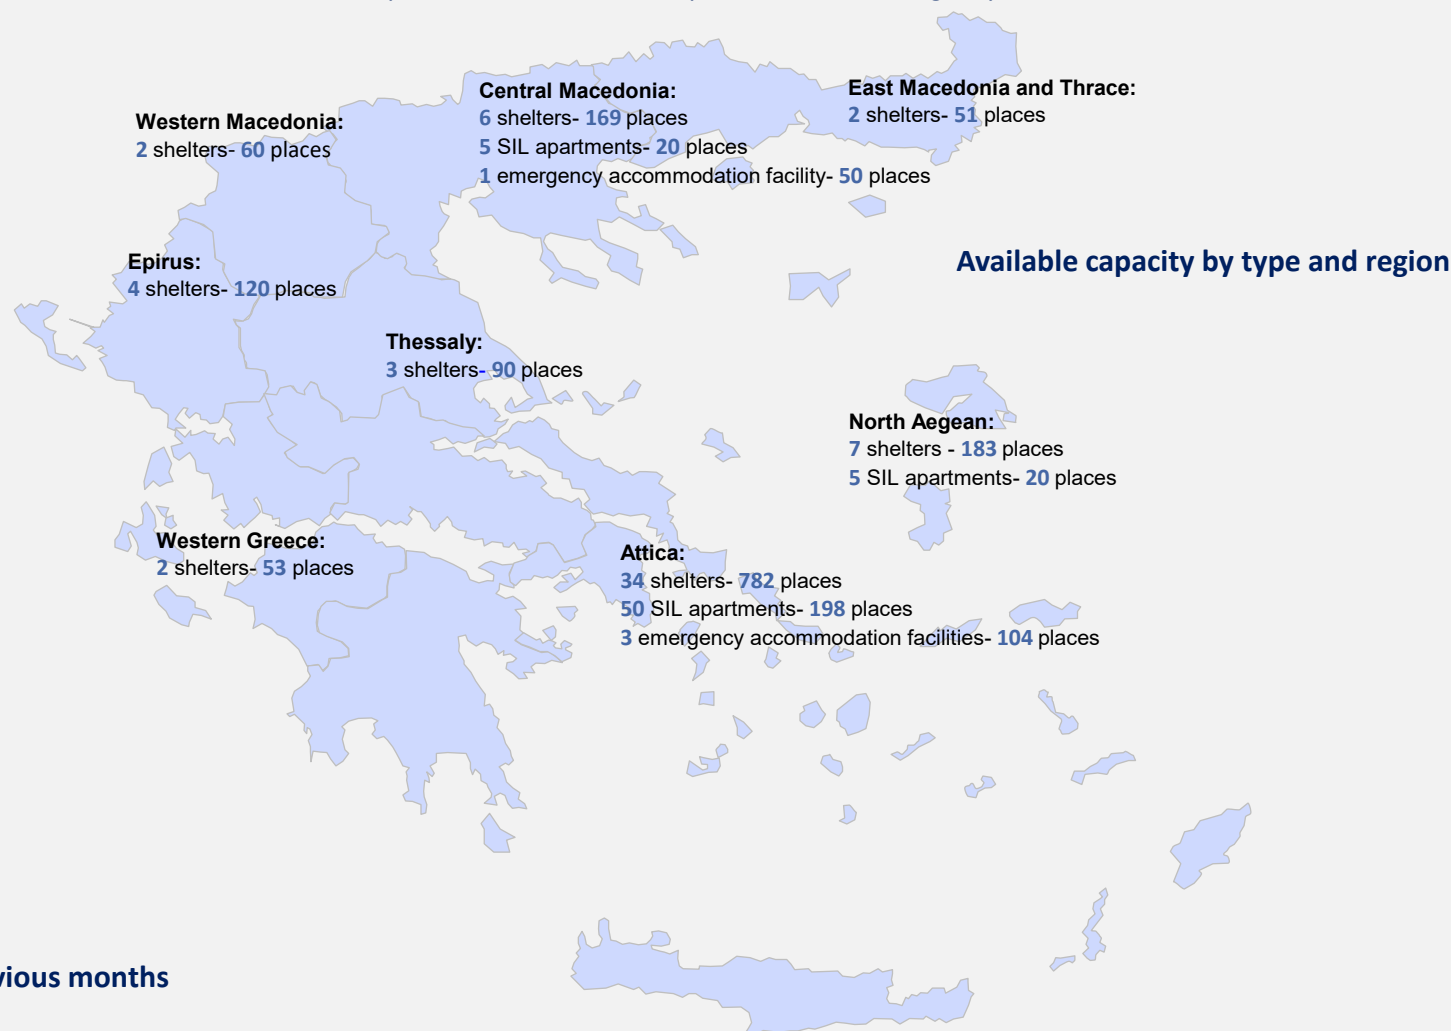 Central Macedonia:
6 shelters- 169 places
5 SIL apartments- 20 places
1 emergency accommodation facility- 50 places
East Macedonia and Thrace:
2 shelters- 51 places
Western Macedonia:
2 shelters- 60 places
Epirus:
4 shelters- 120 places
Available capacity by type and region
Thessaly:
3 shelters- 90 places
North Aegean:
7 shelters - 183 places
5 SIL apartments- 20 places
Western Greece:
2 shelters- 53 places
Attica:
34 shelters- 782 places
50 SIL apartments- 198 places
3 emergency accommodation facilities- 104 places
vious months